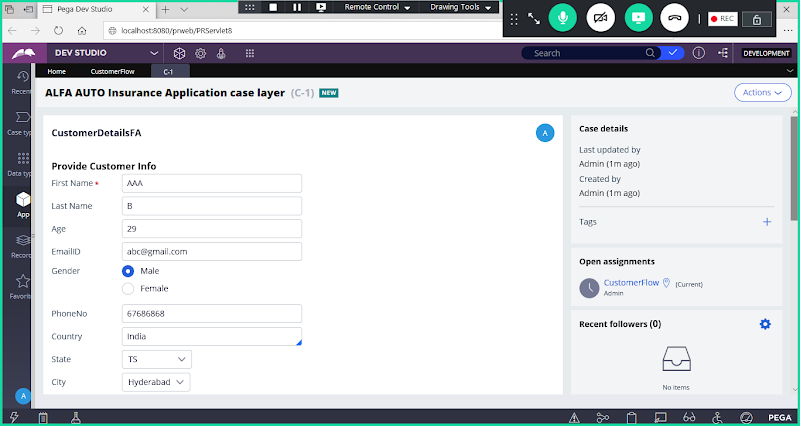 Pega Dev Studio
Remote Control
Drawing Tools
REC
localhost:8080/prweb/PRServlet8
DEV STUDIO
Search
DEVELOPMENT
Home
CustomerFlow
C-1
Recent
Case typ
Data typ
App
Record
Favorite
A
ALFA AUTO Insurance Application case layer (C-1) NEW
Actions
CustomerDetailsFA
A
Provide Customer Info
First Name *
AAA
Last Name
B
Age
29
EmailID
abc@gmail.com
Gender
Male
Female
PhoneNo
67686868
Country
India
State
TS
City
Hyderabad
Case details
Last updated by
Admin (1m ago)
Created by
Admin (1m ago)
Tags
Open assignments
CustomerFlow (Current)
Admin
Recent followers (0)
No items
PEGA